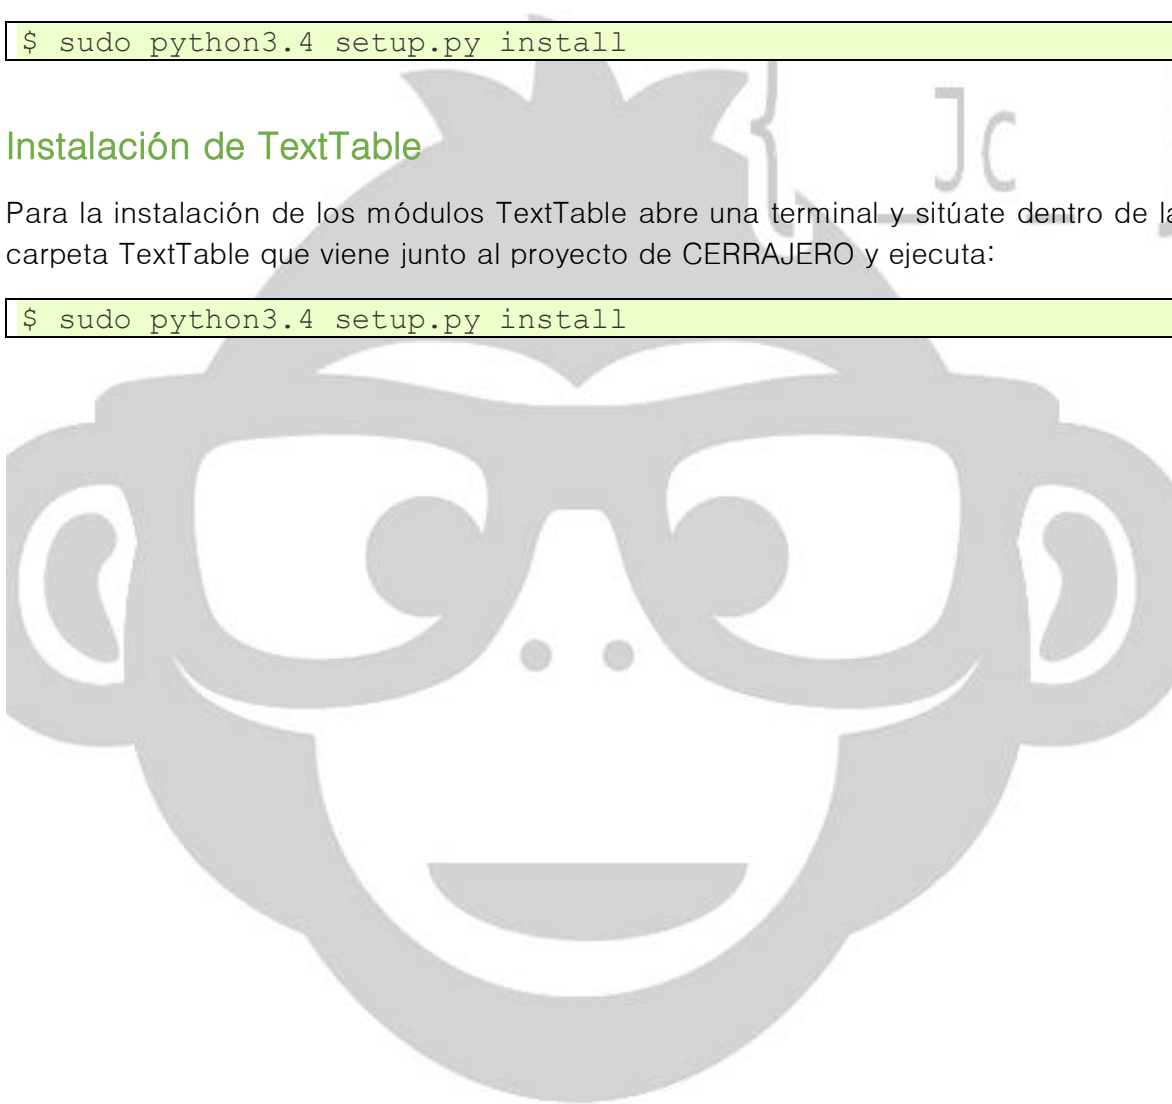 $ sudo python3.4 setup.py install
{ _Jc_
Instalación de TextTable
Para la instalación de los módulos TextTable abre una terminal y sitúate dentro de la
carpeta TextTable que viene junto al proyecto de CERRAJERO y ejecuta:
$ sudo python3.4 setup.py install